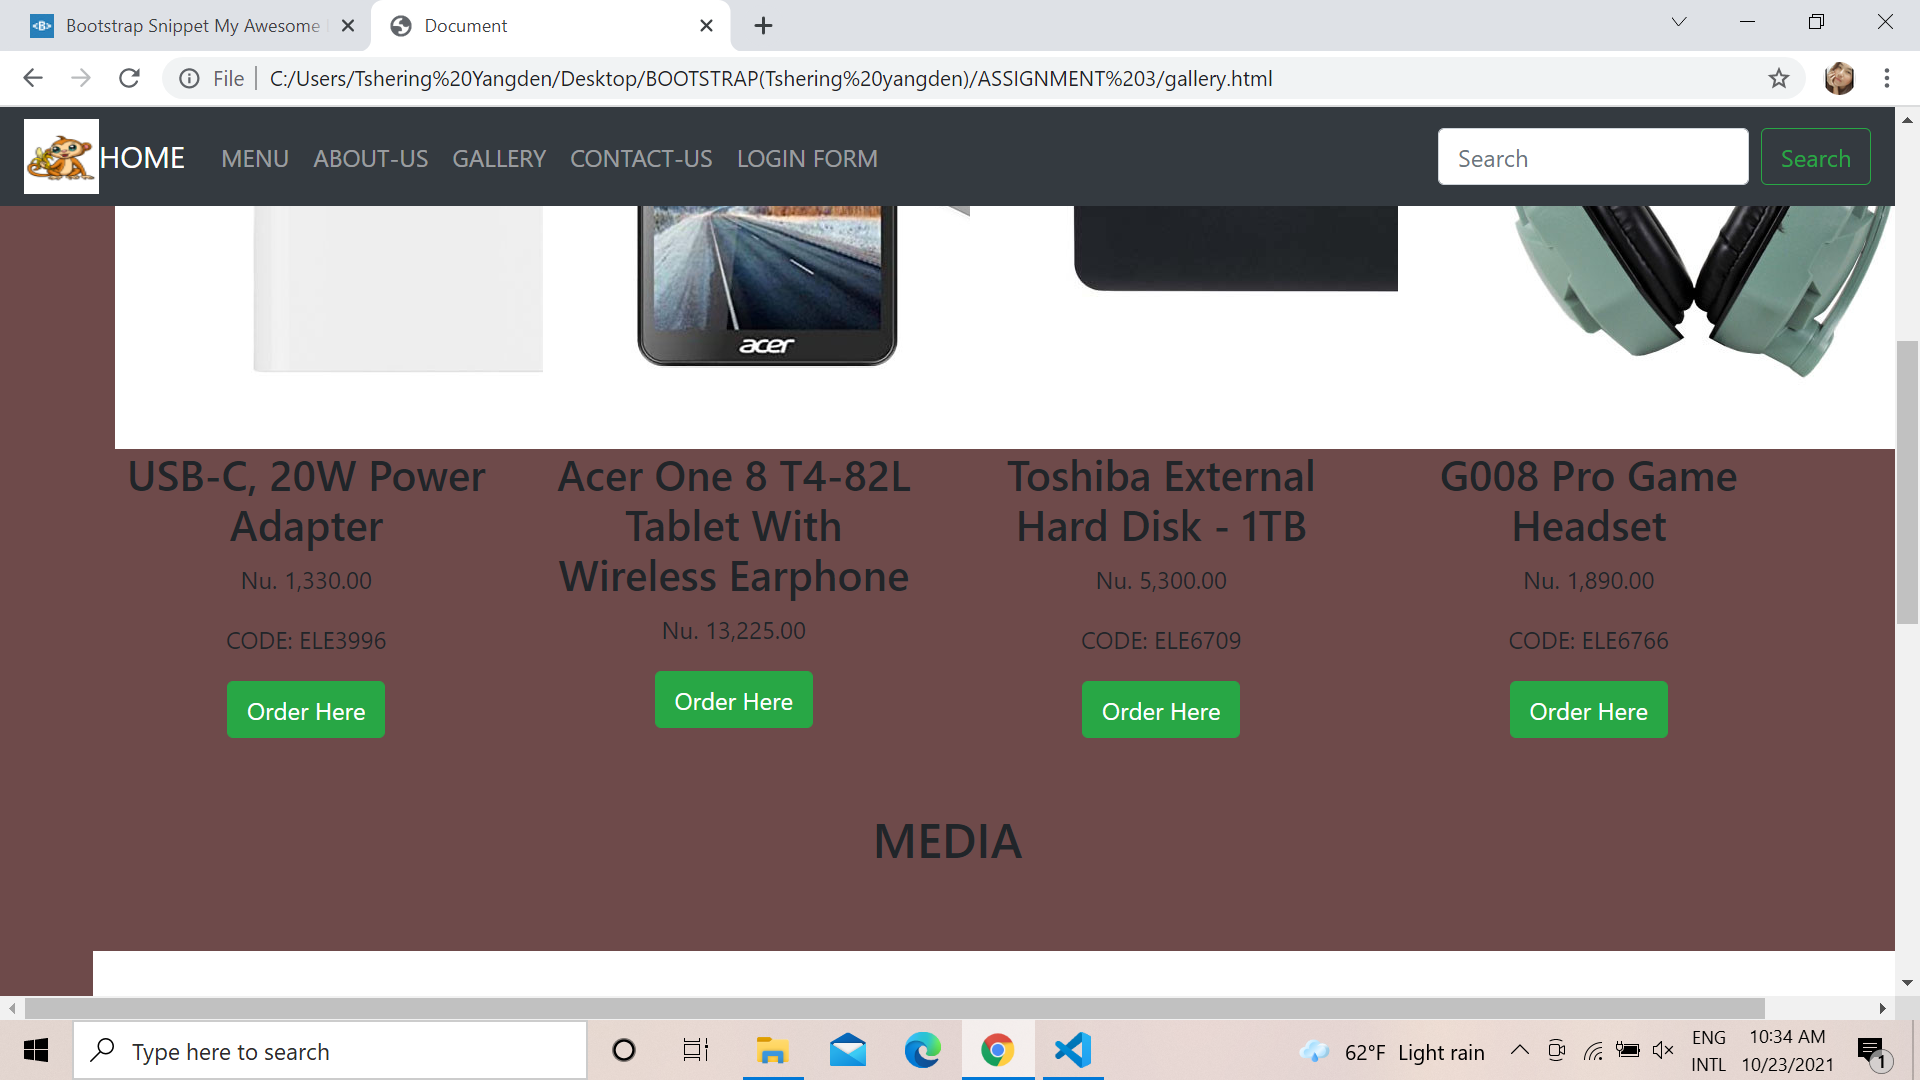 Bootstrap Snippet My Awesome
Document
File
C:/Users/Tshering%20Yangden/Desktop/BOOTSTRAP(Tshering%20yangden)/ASSIGNMENT%203/gallery.html
HOME MENU ABOUT-US GALLERY CONTACT-US LOGIN FORM
Search
Search
acer
USB-C, 20W Power
Adapter
Nu. 1,330.00
CODE: ELE3996
Order Here
Acer One 8 T4-82L
Tablet With
Wireless Earphone
Nu. 13,225.00
Order Here
Toshiba External
Hard Disk - 1TB
Nu. 5,300.00
CODE: ELE6709
Order Here
G008 Pro Game
Headset
Nu. 1,890.00
CODE: ELE6766
Order Here
MEDIA
Type here to search
62°F Light rain
ENG
INTL
10:34 AM
10/23/2021
1